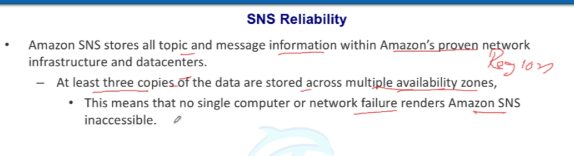 SNS Reliability
• Amazon SNS stores all topic and message information within Amazon's proven network
Region
infrastructure and datacenters.
– At least three copies of the data are stored across multiple availability zones,
• This means that no single computer or network failure renders Amazon SNS
inaccessible.